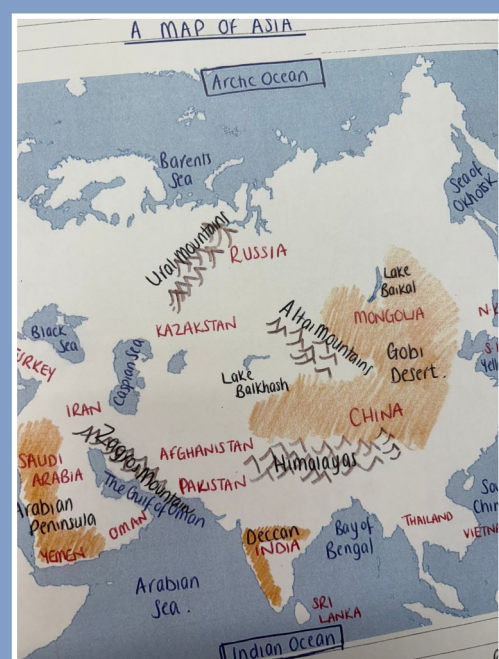 A MAP OF ASIA
Arctic Ocean
Barents
Sea
Sea of
Okhotsk
Ural Mountains
RUSSIA
Lake
Baikal
Black
Sea
KAZAKSTAN
Altai Mountains
MONGOLIA
Caspian Sea
Lake
Balkhash
Gobi
Desert.
IRAN
CHINA
Zagros Mountains
AFGHANISTAN
Himalayas
SAUDI
ARABIA
PAKISTAN
The Gulf of Oman
Peninsula
OMAN
YEMEN
Deccan
INDIA
Bay of
Bengal
THAILAND
Arabian
Sea.
SRI
LANKA
Indian Ocean